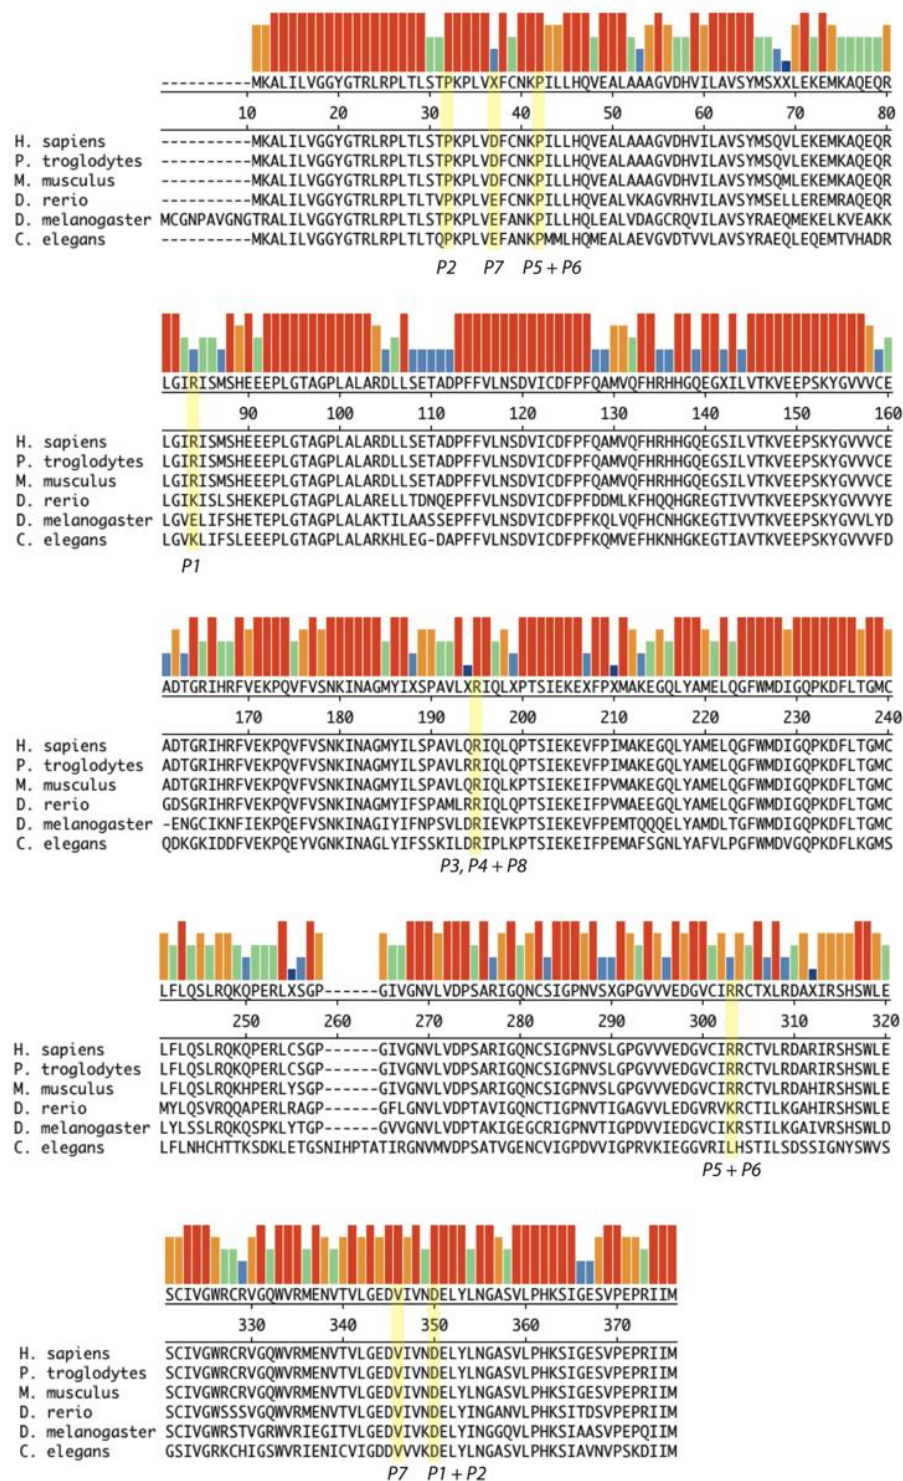 ----------MKALILVGGYGTRLRPLTLSTPKPLVXFCNKPILLHQVEALAAAGVDHVILAVSYMSXXLEKEMKAQEQR
10 20 30 40 50 60 70 80
H. sapiens ----------MKALILVGGYGTRLRPLTLSTPKPLVDFCNKPILLHQVEALAAAGVDHVILAVSYMSQVLEKEMKAQEQR
P. troglodytes ----------MKALILVGGYGTRLRPLTLSTPKPLVDFCNKPILLHQVEALAAAGVDHVILAVSYMSQVLEKEMKAQEQR
M. musculus ----------MKALILVGGYGTRLRPLTLSTPKPLVDFCNKPILLHQVEALAAAGVDHVILAVSYMSQMLEKEMKAQEQR
D. rerio ----------MKALILVGGYGTRLRPLTLTVPKPLVEFCNKPILLHQVEALVKAGVRHVILAVSYMSELLEREMRAQEQR
D. melanogaster MCGNPAVGNGTRALILVGGYGTRLRPLTLSTPKPLVEFANKPILLHQLEALVDAGCRQVILAVSYRAEQMEKELKVEAKK
C. elegans ----------MKALILVGGYGTRLRPLTLTQPKPLVEFANKPMMLHQMEALAEVGVDTVVLAVSYRAEQLEQEMTVHADR
P2 P7 P5 + P6
LGIRISMSHEEEPLGTAGPLALARDLLSETADPFFVLNSDVICDFPFQAMVQFHRHHGQEGXILVTKVEEPSKYGVVVCE
90 100 110 120 130 140 150 160
H. sapiens LGIRISMSHEEEPLGTAGPLALARDLLSETADPFFVLNSDVICDFPFQAMVQFHRHHGQEGSILVTKVEEPSKYGVVVCE
P. troglodytes LGIRISMSHEEEPLGTAGPLALARDLLSETADPFFVLNSDVICDFPFQAMVQFHRHHGQEGSILVTKVEEPSKYGVVVCE
M. musculus LGIRISMSHEEEPLGTAGPLALARDLLSETADPFFVLNSDVICDFPFQAMVQFHRHHGQEGSILVTKVEEPSKYGVVVCE
D. rerio LGIKISLSHEKEPLGTAGPLALARELLTDNQEPFFVLNSDVICDFPFDDMLKFHQQHGREGTIVVTKVEEPSKYGVVVYE
D. melanogaster LGVELIFSHETEPLGTAGPLALAKTILAASSEPFFVLNSDVICDFPFKQLVQFHCNHGKEGTIVVTKVEEPSKYGVVLYD
C. elegans LGVKLIFSLEEEPLGTAGPLALARKHLEG-DAPFFVLNSDVICDFPFKQMVEFHKNHGKEGTIAVTKVEEPSKYGVVVFD
P1
ADTGRIHRFVEKPQVFVSNKINAGMYIXSPAVLXRIQLXPTSIEKEXFPXMAKEGQLYAMELQGFWMDIGQPKDFLTGMC
170 180 190 200 210 220 230 240
H. sapiens ADTGRIHRFVEKPQVFVSNKINAGMYILSPAVLQRIQLQPTSIEKEVFPIMAKEGQLYAMELQGFWMDIGQPKDFLTGMC
P. troglodytes ADTGRIHRFVEKPQVFVSNKINAGMYILSPAVLRRIQLQPTSIEKEVFPIMAKEGQLYAMELQGFWMDIGQPKDFLTGMC
M. musculus ADTGRIHRFVEKPQVFVSNKINAGMYILSPAVLQRIQLKPTSIEKEIFPVMAKEGQLYAMELQGFWMDIGQPKDFLTGMC
D. rerio GDSGRIHRFVEKPQVFVSNKINAGMYIFSPAMLRRIQLQPTSIEKEIFPVMAEEGQLYAMELQGFWMDIGQPKDFLTGMC
D. melanogaster -ENGCIKNFIEKPQEFVSNKINAGIYIFNPSVLDRIEVKPTSIEKEVFPEMTQQQELYAMDLTGFWMDIGQPKDFLTGMC
C. elegans QDKGKIDDFVEKPQEYVGNKINAGLYIFSSKILDRIPLKPTSIEKEIFPEMAFSGNLYAFVLPGFWMDVGQPKDFLKGMS
P3, P4 + P8
LFLQSLRQKQPERLXSGP------GIVGNVLVDPSARIGQNCSIGPNVSXGPGVVVEDGVCIRRCTXLRDAXIRSHSWLE
250 260 270 280 290 300 310 320
H. sapiens LFLQSLRQKQPERLCSGP------GIVGNVLVDPSARIGQNCSIGPNVSLGPGVVVEDGVCIRRCTVLRDARIRSHSWLE
P. troglodytes LFLQSLRQKQPERLCSGP------GIVGNVLVDPSARIGQNCSIGPNVSLGPGVVVEDGVCIRRCTVLRDARIRSHSWLE
M. musculus LFLQSLRQKHPERLYSGP------GIVGNVLVDPSARIGQNCSIGPNVSLGPGVVVEDGVCIRRCTVLRDAHIRSHSWLE
D. rerio MYLQSVRQQAPERLRAGP------GFLGNVLVDPTAVIGQNCTIGPNVTIGAGVVLEDGVRVKRCTILKGAHIRSHSWLE
D. melanogaster LYLSSLRQKQSPKLYTGP------GVVGNVLVDPTAKIGEGCRIGPNVTIGPDVVIEDGVCIKRSTILKGAIVRSHSWLD
C. elegans LFLNHCHTTKSDKLETGSNIHPTATIRGNVMVDPSATVGENCVIGPDVVIGPRVKIEGGVRILHSTILSDSSIGNYSWVS
P5 + P6
SCIVGWRCRVGQWVRMENVTVLGEDVIVNDELYLNGASVLPHKSIGESVPEPRIIM
330 340 350 360 370
H. sapiens SCIVGWRCRVGQWVRMENVTVLGEDVIVNDELYLNGASVLPHKSIGESVPEPRIIM
P. troglodytes SCIVGWRCRVGQWVRMENVTVLGEDVIVNDELYLNGASVLPHKSIGESVPEPRIIM
M. musculus SCIVGWRCRVGQWVRMENVTVLGEDVIVNDELYLNGASVLPHKSIGESVPEPRIIM
D. rerio SCIVGWSSSVGQWVRMENVTVLGEDVIVNDELYINGANVLPHKSITDSVPEPRIIM
D. melanogaster SCIVGWRSTVGRWVRIEGITVLGEDVIVKDELYINGGQVLPHKSIAASVPEPQIIM
C. elegans GSIVGRKCHIGSWVRIENICVIGDDVVVKDELYLNGASVLPHKSIAVNVPSKDIIM
P7 P1 + P2